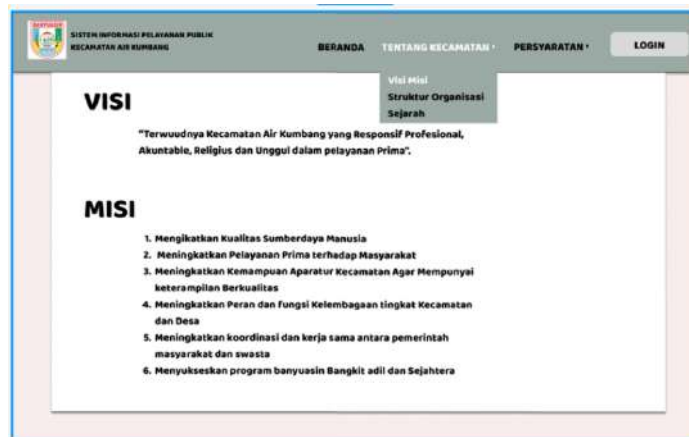 SISTEM INFORMASI PELAYANAN PUBLIK
KECAMATAN AIR KUMBANG
BERANDA
TENTANG KECAMATAN
PERSYARATAN
LOGIN
Visi Misi
Struktur Organisasi
Sejarah
VISI
"Terwuudnya Kecamatan Air Kumbang yang Responsif Profesional,
Akuntable, Religius dan Unggul dalam pelayanan Prima".
MISI
1. Mengikatkan Kualitas Sumberdaya Manusia
2. Meningkatkan Pelayanan Prima terhadap Masyarakat
3. Meningkatkan Kemampuan Aparatur Kecamatan Agar Mempunyai
keterampilan Berkualitas
4. Meningkatkan Peran dan fungsi Kelembagaan tingkat Kecamatan
dan Desa
5. Meningkatkan koordinasi dan kerja sama antara pemerintah
masyarakat dan swasta
6. Menyukseskan program banyuasin Bangkit adil dan Sejahtera